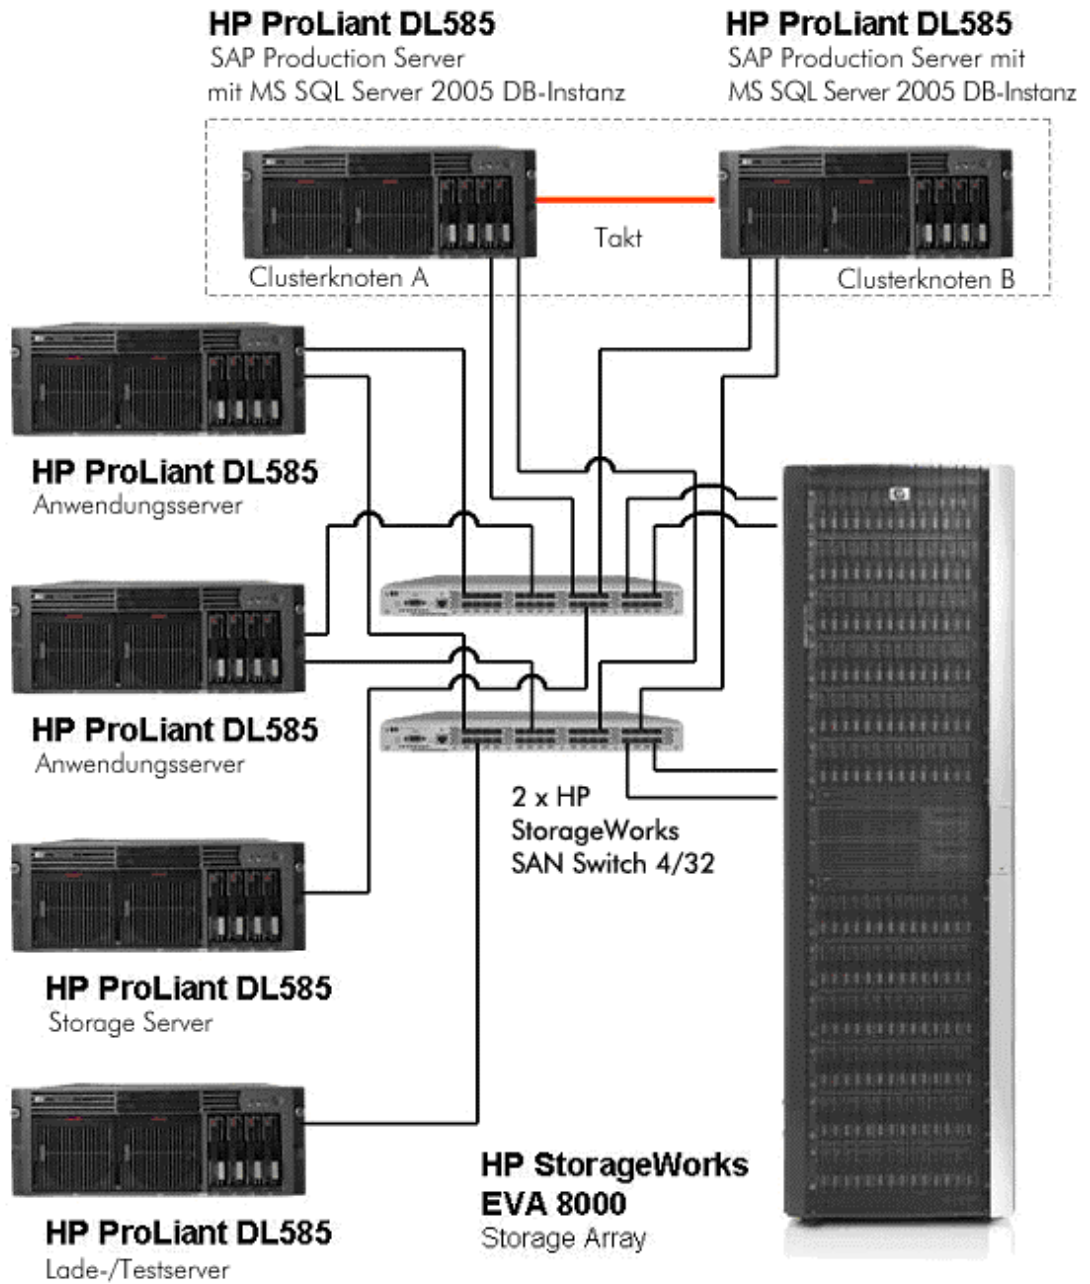 HP ProLiant DL585
SAP Production Server
mit MS SQL Server 2005 DB-Instanz
HP ProLiant DL585
SAP Production Server mit
MS SQL Server 2005 DB-Instanz
Takt
Clusterknoten A
Clusterknoten B
HP ProLiant DL585
Anwendungsserver
HP ProLiant DL585
Anwendungsserver
2 x HP
StorageWorks
SAN Switch 4/32
HP ProLiant DL585
Storage Server
HP StorageWorks
EVA 8000
Storage Array
HP ProLiant DL585
Lade-/Testserver